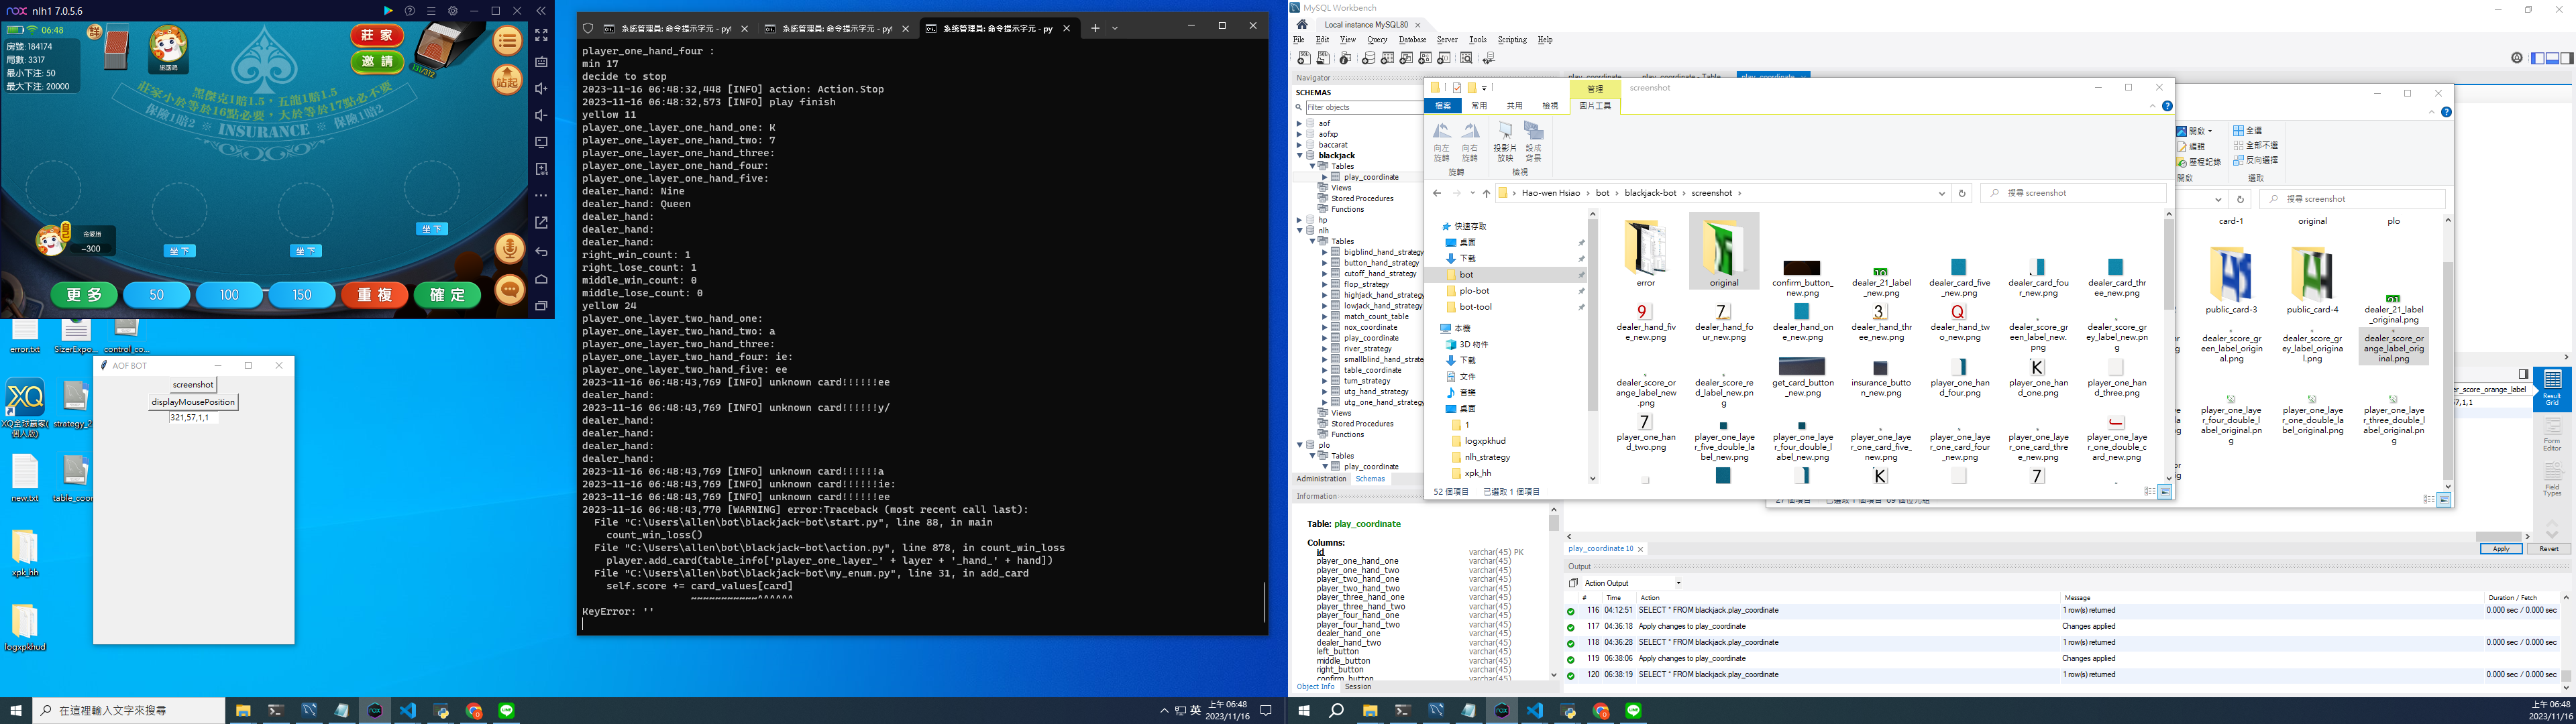 nox nlh1 7.0.5.6
06:48
房號: 184174
局數: 3317
最小下注: 50
最大下注: 20000
莊 家
邀 請
131/312
站起
黑傑克1賠1.5，五龍1賠1.5
莊家小於等於16點必要，大於等於17點必不要
保險1賠2 INSURANCE 保險1賠2
自己
-300
坐 下
坐 下
坐 下
更 多
50
100
150
重 複
確 定
error.txt
SizerExpo...
control_co...
XQ全球贏家(個人版)
strategy_2
new.txt
table_coor
xpk_hh
logxpkhud
AOF BOT
screenshot
displayMousePosition
321,57,1,1
系統管理員: 命令提示字元 - pyt
系統管理員: 命令提示字元 - pyt
系統管理員: 命令提示字元 - py
player_one_hand_four :
min 17
decide to stop
2023-11-16 06:48:32,448 [INFO] action: Action.Stop
2023-11-16 06:48:32,573 [INFO] play finish
yellow 11
player_one_layer_one_hand_one: K
player_one_layer_one_hand_two: 7
player_one_layer_one_hand_three:
player_one_layer_one_hand_four:
player_one_layer_one_hand_five:
dealer_hand: Nine
dealer_hand: Queen
dealer_hand:
dealer_hand:
dealer_hand:
right_win_count: 1
right_lose_count: 1
middle_win_count: 0
middle_lose_count: 0
yellow 24
player_one_layer_two_hand_one:
player_one_layer_two_hand_two: a
player_one_layer_two_hand_three:
player_one_layer_two_hand_four: ie:
player_one_layer_two_hand_five: ee
2023-11-16 06:48:43,769 [INFO] unknown card!!!!!!ee
dealer_hand:
2023-11-16 06:48:43,769 [INFO] unknown card!!!!!!y/
dealer_hand:
dealer_hand:
dealer_hand:
dealer_hand:
2023-11-16 06:48:43,769 [INFO] unknown card!!!!!!a
2023-11-16 06:48:43,769 [INFO] unknown card!!!!!!ie:
2023-11-16 06:48:43,769 [INFO] unknown card!!!!!!ee
2023-11-16 06:48:43,770 [WARNING] error:Traceback (most recent call last):
File "C:\Users\allen\bot\blackjack-bot\start.py", line 88, in main
count_win_loss()
File "C:\Users\allen\bot\blackjack-bot\action.py", line 878, in count_win_loss
player.add_card(table_info['player_one_layer_' + layer + '_hand_' + hand])
File "C:\Users\allen\bot\blackjack-bot\my_enum.py", line 31, in add_card
self.score += card_values[card]
~~~~~~~~~~~^^^^^^
KeyError: ''
在這裡輸入文字來搜尋
英
上午 06:48
2023/11/16
MySQL Workbench
Local instance MySQL80
File Edit View Query Database Server Tools Scripting Help
Navigator
SCHEMAS
Filter objects
aof
aofxp
baccarat
blackjack
Tables
play_coordinate
Views
Stored Procedures
Functions
hp
nlh
Tables
bigblind_hand_strategy
button_hand_strategy
cutoff_hand_strategy
flop_strategy
highjack_hand_strategy
lowjack_hand_strategy
match_count_table
nox_coordinate
play_coordinate
river_strategy
smallblind_hand_strate
table_coordinate
turn_strategy
utg_hand_strategy
utg_one_hand_strategy
Views
Stored Procedures
Functions
plo
Tables
play_coordinate
Administration Schemas
Information
Table: play_coordinate
Columns:
id varchar(45) PK
player_one_hand_one varchar(45)
player_one_hand_two varchar(45)
player_two_hand_one varchar(45)
player_two_hand_two varchar(45)
player_three_hand_one varchar(45)
player_three_hand_two varchar(45)
player_four_hand_one varchar(45)
player_four_hand_two varchar(45)
dealer_hand_one varchar(45)
dealer_hand_two varchar(45)
left_button varchar(45)
middle_button varchar(45)
right_button varchar(45)
confirm_button varchar(45)
Object Info Session
play_coordinate play_coordinate - Table play_coordinate
管理 screenshot
檔案 常用 共用 檢視 圖片工具
向左旋轉
向右旋轉
投影片放映
設成背景
旋轉 檢視
Hao-wen Hsiao › bot › blackjack-bot › screenshot ›
搜尋 screenshot
快速存取
桌面
下載
bot
plo-bot
bot-tool
本機
3D 物件
下載
文件
音樂
桌面
1
logxpkhud
nlh_strategy
xpk_hh
error
original
confirm_button_new.png
dealer_21_label_new.png
dealer_card_five_new.png
dealer_card_four_new.png
dealer_card_three_new.png
dealer_hand_five_new.png
dealer_hand_four_new.png
dealer_hand_one_new.png
dealer_hand_three_new.png
dealer_hand_two_new.png
dealer_score_green_label_new.png
dealer_score_grey_label_new.png
dealer_score_orange_label_new.png
dealer_score_red_label_new.png
get_card_button_new.png
insurance_button_new.png
player_one_hand_four.png
player_one_hand_one.png
player_one_hand_three.png
player_one_hand_two.png
player_one_layer_five_double_label_new.png
player_one_layer_four_double_label_new.png
player_one_layer_one_card_five_new.png
player_one_layer_one_card_four_new.png
player_one_layer_one_card_three_new.png
player_one_layer_one_double_card_new.png
52 個項目 已選取 1 個項目
開啟
編輯
歷程記錄
開啟
全選
全部不選
反向選擇
選取
搜尋 screenshot
card-1
original
plo
public_card-3
public_card-4
dealer_21_label_original.png
dealer_score_green_label_original.png
dealer_score_grey_label_original.png
dealer_score_orange_label_original.png
player_one_layer_four_double_label_original.png
player_one_layer_one_double_label_original.png
player_one_layer_three_double_label_original.png
er_score_orange_label
57,1,1
Result Grid
Form Editor
Field Types
play_coordinate 10
Apply Revert
Output
Action Output
# Time Action Message Duration / Fetch
116 04:12:51 SELECT * FROM blackjack.play_coordinate 1 row(s) returned 0.000 sec / 0.000 sec
117 04:36:18 Apply changes to play_coordinate Changes applied
118 04:36:28 SELECT * FROM blackjack.play_coordinate 1 row(s) returned 0.000 sec / 0.000 sec
119 06:38:06 Apply changes to play_coordinate Changes applied
120 06:38:19 SELECT * FROM blackjack.play_coordinate 1 row(s) returned 0.000 sec / 0.000 sec
上午 06:48
2023/11/16